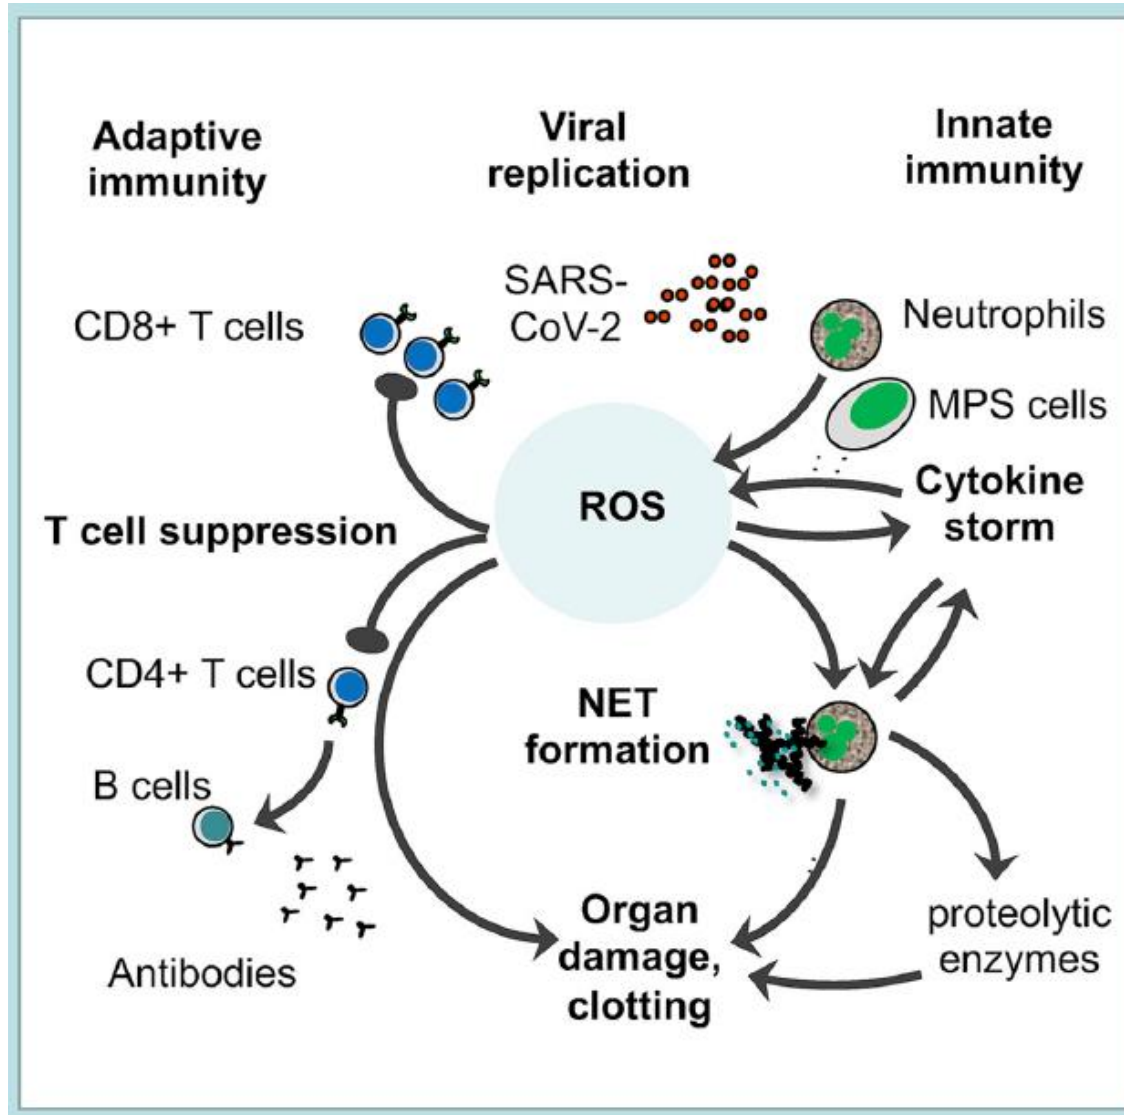 Adaptive
immunity
Viral
replication
Innate
immunity
CD8+ T cells
SARS-
CoV-2
Neutrophils
MPS cells
ROS
Cytokine
storm
T cell suppression
CD4+ T cells
NET
formation
B cells
Organ
damage,
clotting
proteolytic
enzymes
Antibodies